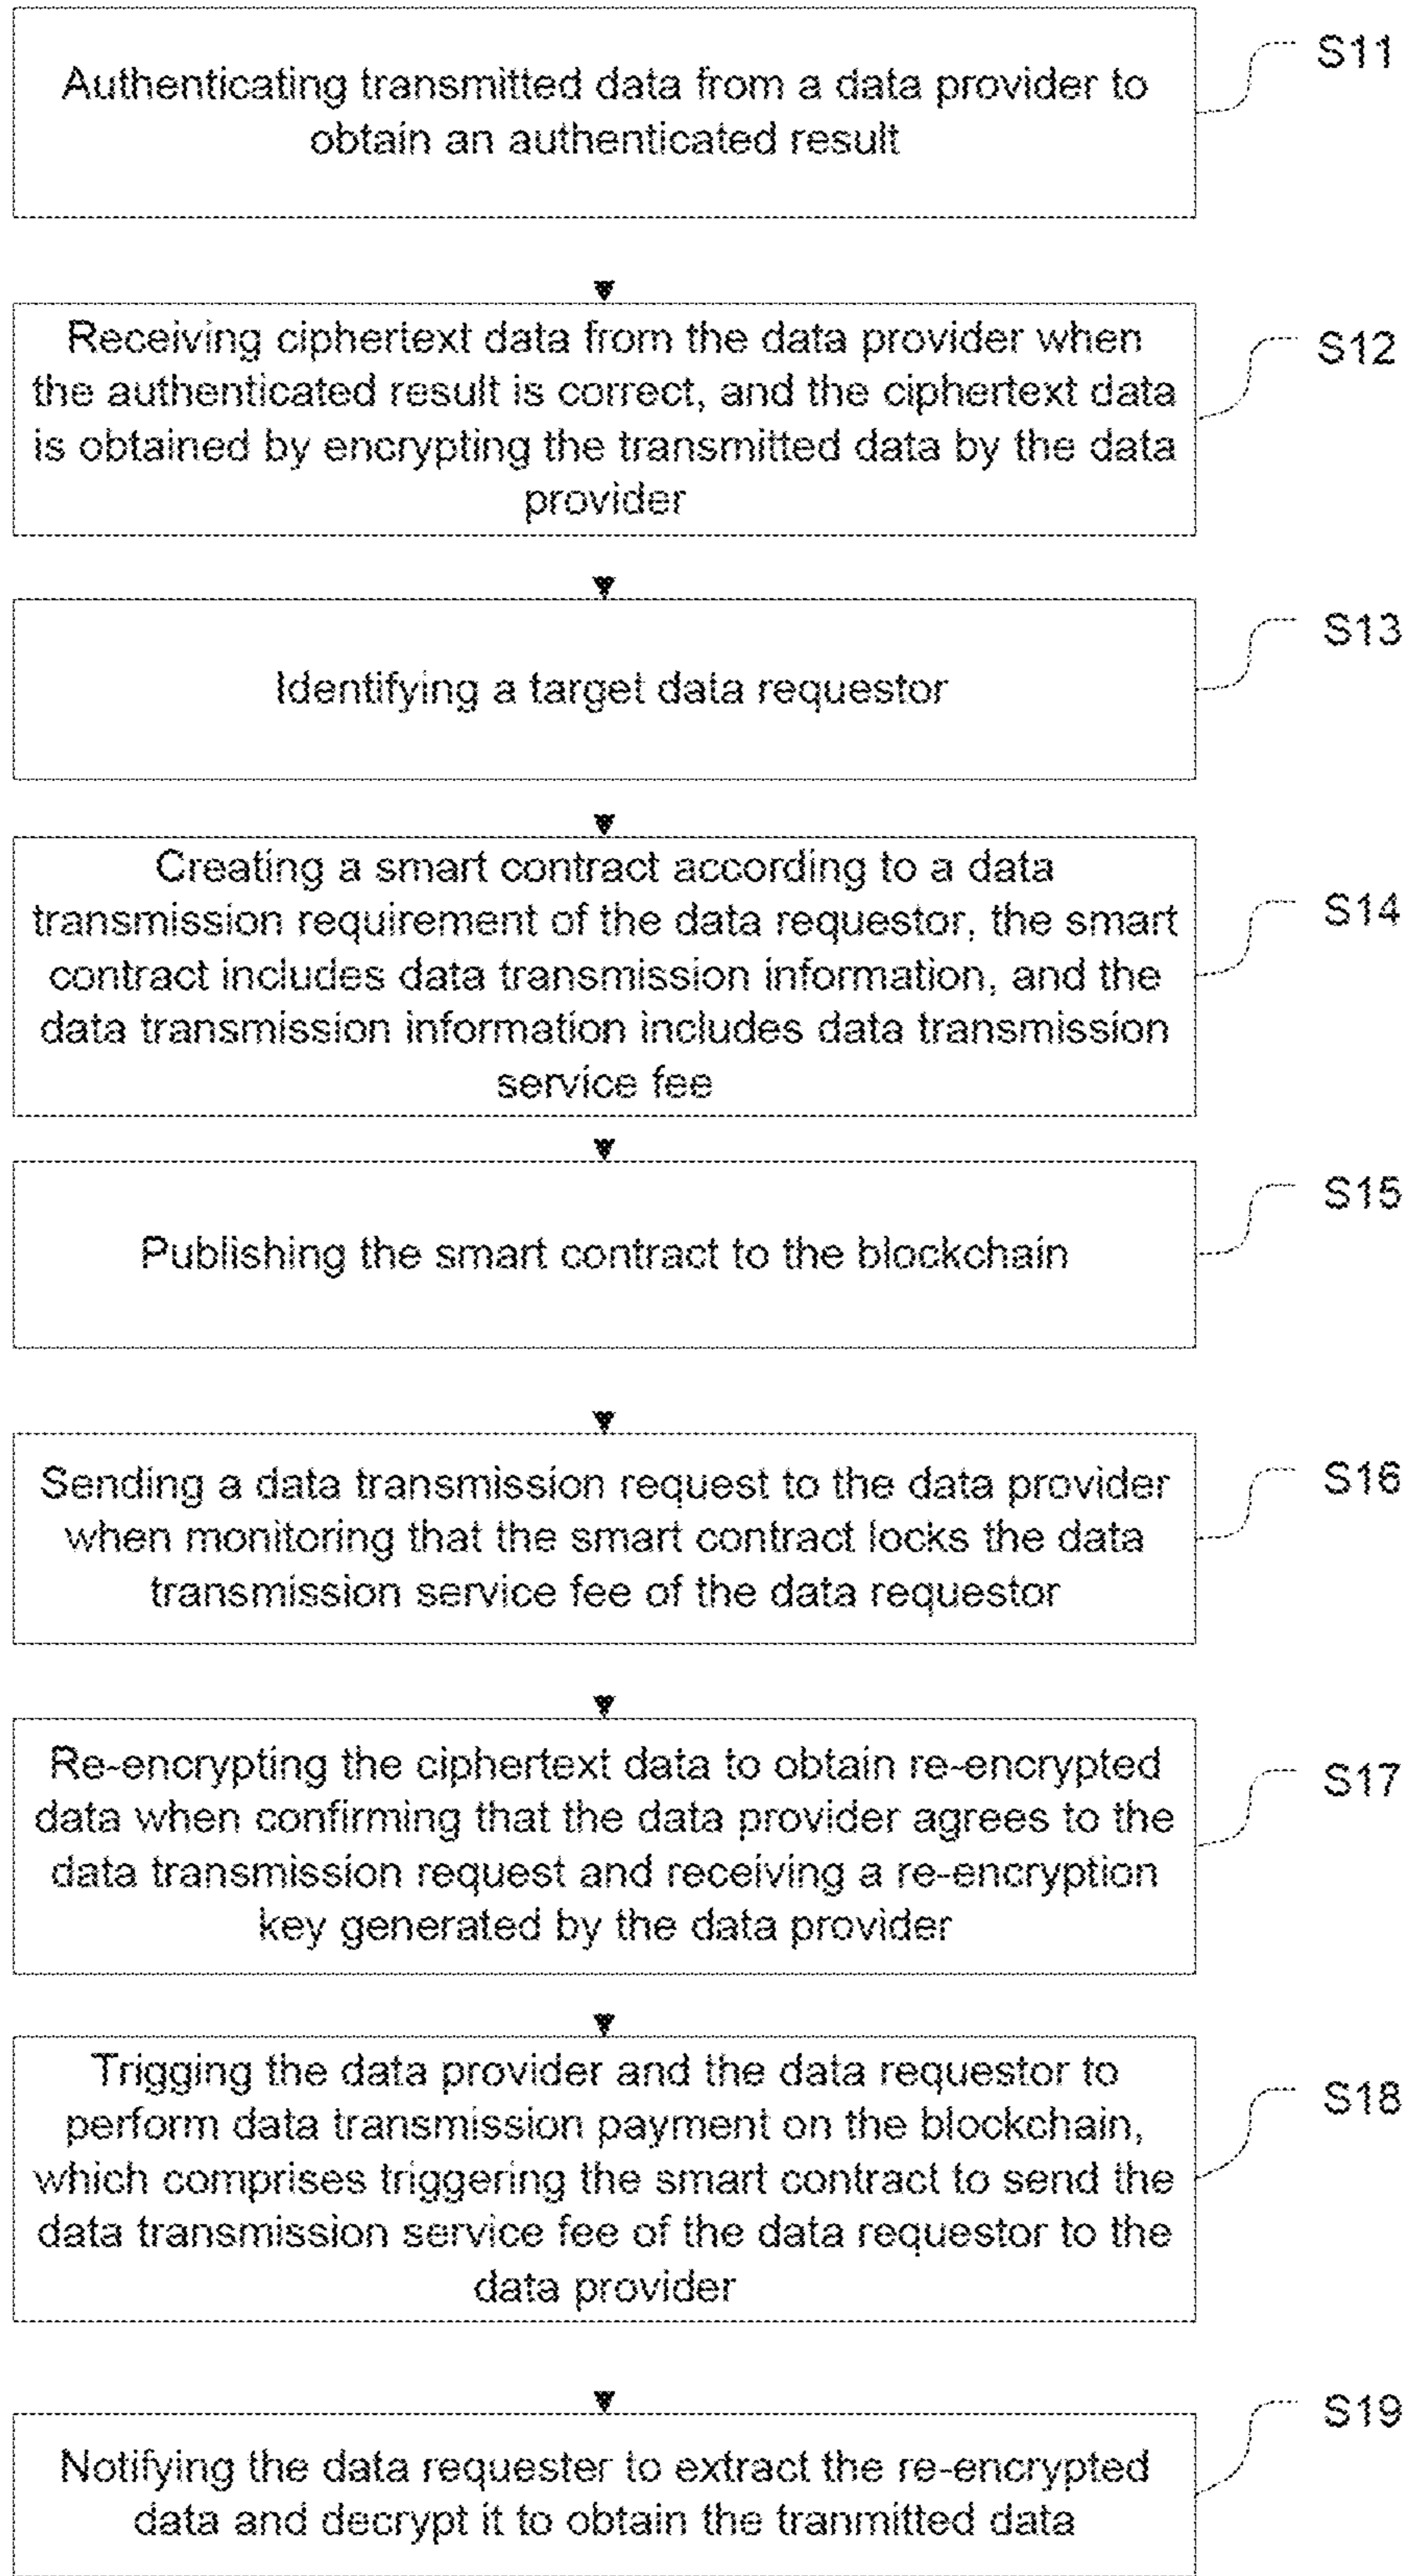 Authenticating transmitted data from a data provider to
obtain an authenticated result
S11
Receiving ciphertext data from the data provider when
the authenticated result is correct, and the ciphertext data
is obtained by encrypting the transmitted data by the data
provider
S12
Identifying a target data requestor
S13
Creating a smart contract according to a data
transmission requirement of the data requestor, the smart
contract includes data transmission information, and the
data transmission information includes data transmission
service fee
S14
Publishing the smart contract to the blockchain
S15
Sending a data transmission request to the data provider
when monitoring that the smart contract locks the data
transmission service fee of the data requestor
S16
Re-encrypting the ciphertext data to obtain re-encrypted
data when confirming that the data provider agrees to the
data transmission request and receiving a re-encryption
key generated by the data provider
S17
Trigging the data provider and the data requestor to
perform data transmission payment on the blockchain,
which comprises triggering the smart contract to send the
data transmission service fee of the data requestor to the
data provider
S18
Notifying the data requester to extract the re-encrypted
data and decrypt it to obtain the tranmitted data
S19